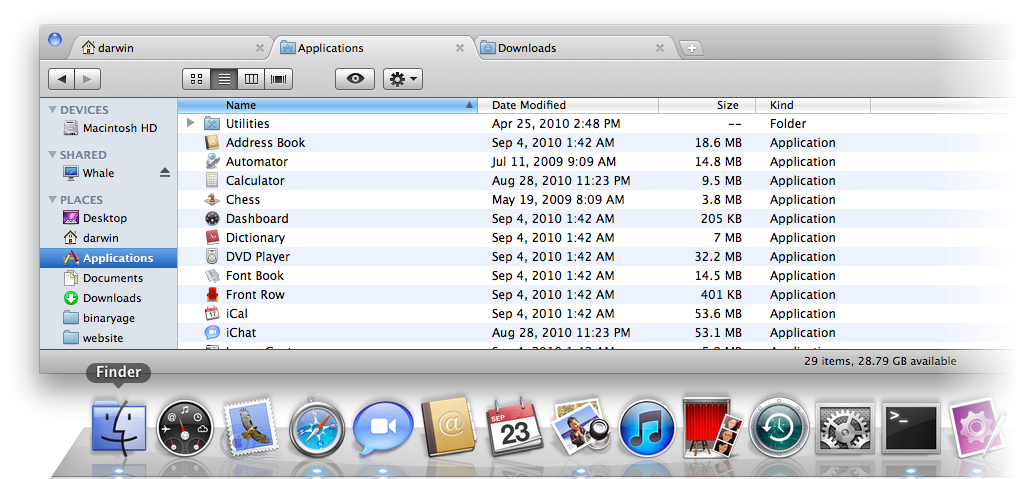 darwin Applications Downloads
Name Date Modified Size Kind
DEVICES
Macintosh HD
SHARED
Whale
PLACES
Desktop
darwin
Applications
Documents
Downloads
binaryage
website
Utilities Apr 25, 2010 2:48 PM -- Folder
Address Book Sep 4, 2010 1:42 AM 18.6 MB Application
Automator Jul 11, 2009 9:09 AM 14.8 MB Application
Calculator Aug 28, 2010 11:23 PM 9.5 MB Application
Chess May 19, 2009 8:09 AM 3.8 MB Application
Dashboard Sep 4, 2010 1:42 AM 205 KB Application
Dictionary Sep 4, 2010 1:42 AM 7 MB Application
DVD Player Sep 4, 2010 1:42 AM 32.2 MB Application
Font Book Sep 4, 2010 1:42 AM 14.5 MB Application
Front Row Sep 4, 2010 1:42 AM 401 KB Application
iCal Sep 4, 2010 1:42 AM 53.6 MB Application
iChat Aug 28, 2010 11:23 PM 53.1 MB Application
29 items, 28.79 GB available
Finder
SEP
23
@
>_